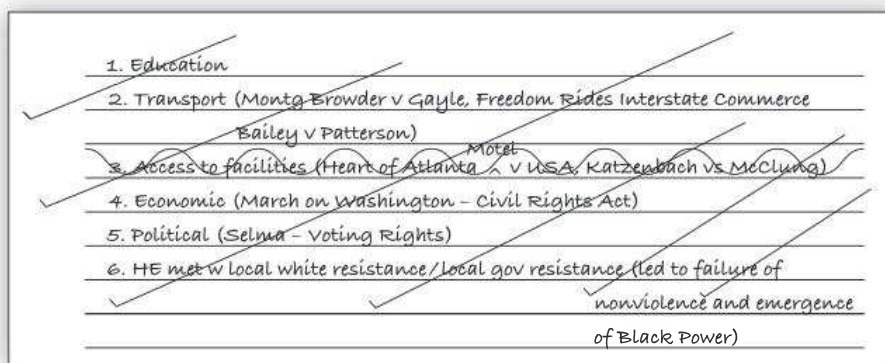 1. Education
2. Transport (Montg Browder v Gayle, Freedom Rides Interstate Commerce
Bailey v Patterson)
3. Access to facilities (Heart of Atlanta ^ Motel v USA, Katzenbach vs McClung)
4. Economic (March on Washington – Civil Rights Act)
5. Political (Selma – Voting Rights)
6. HE met w local white resistance/local gov resistance (led to failure of
nonviolence and emergence
of Black Power)